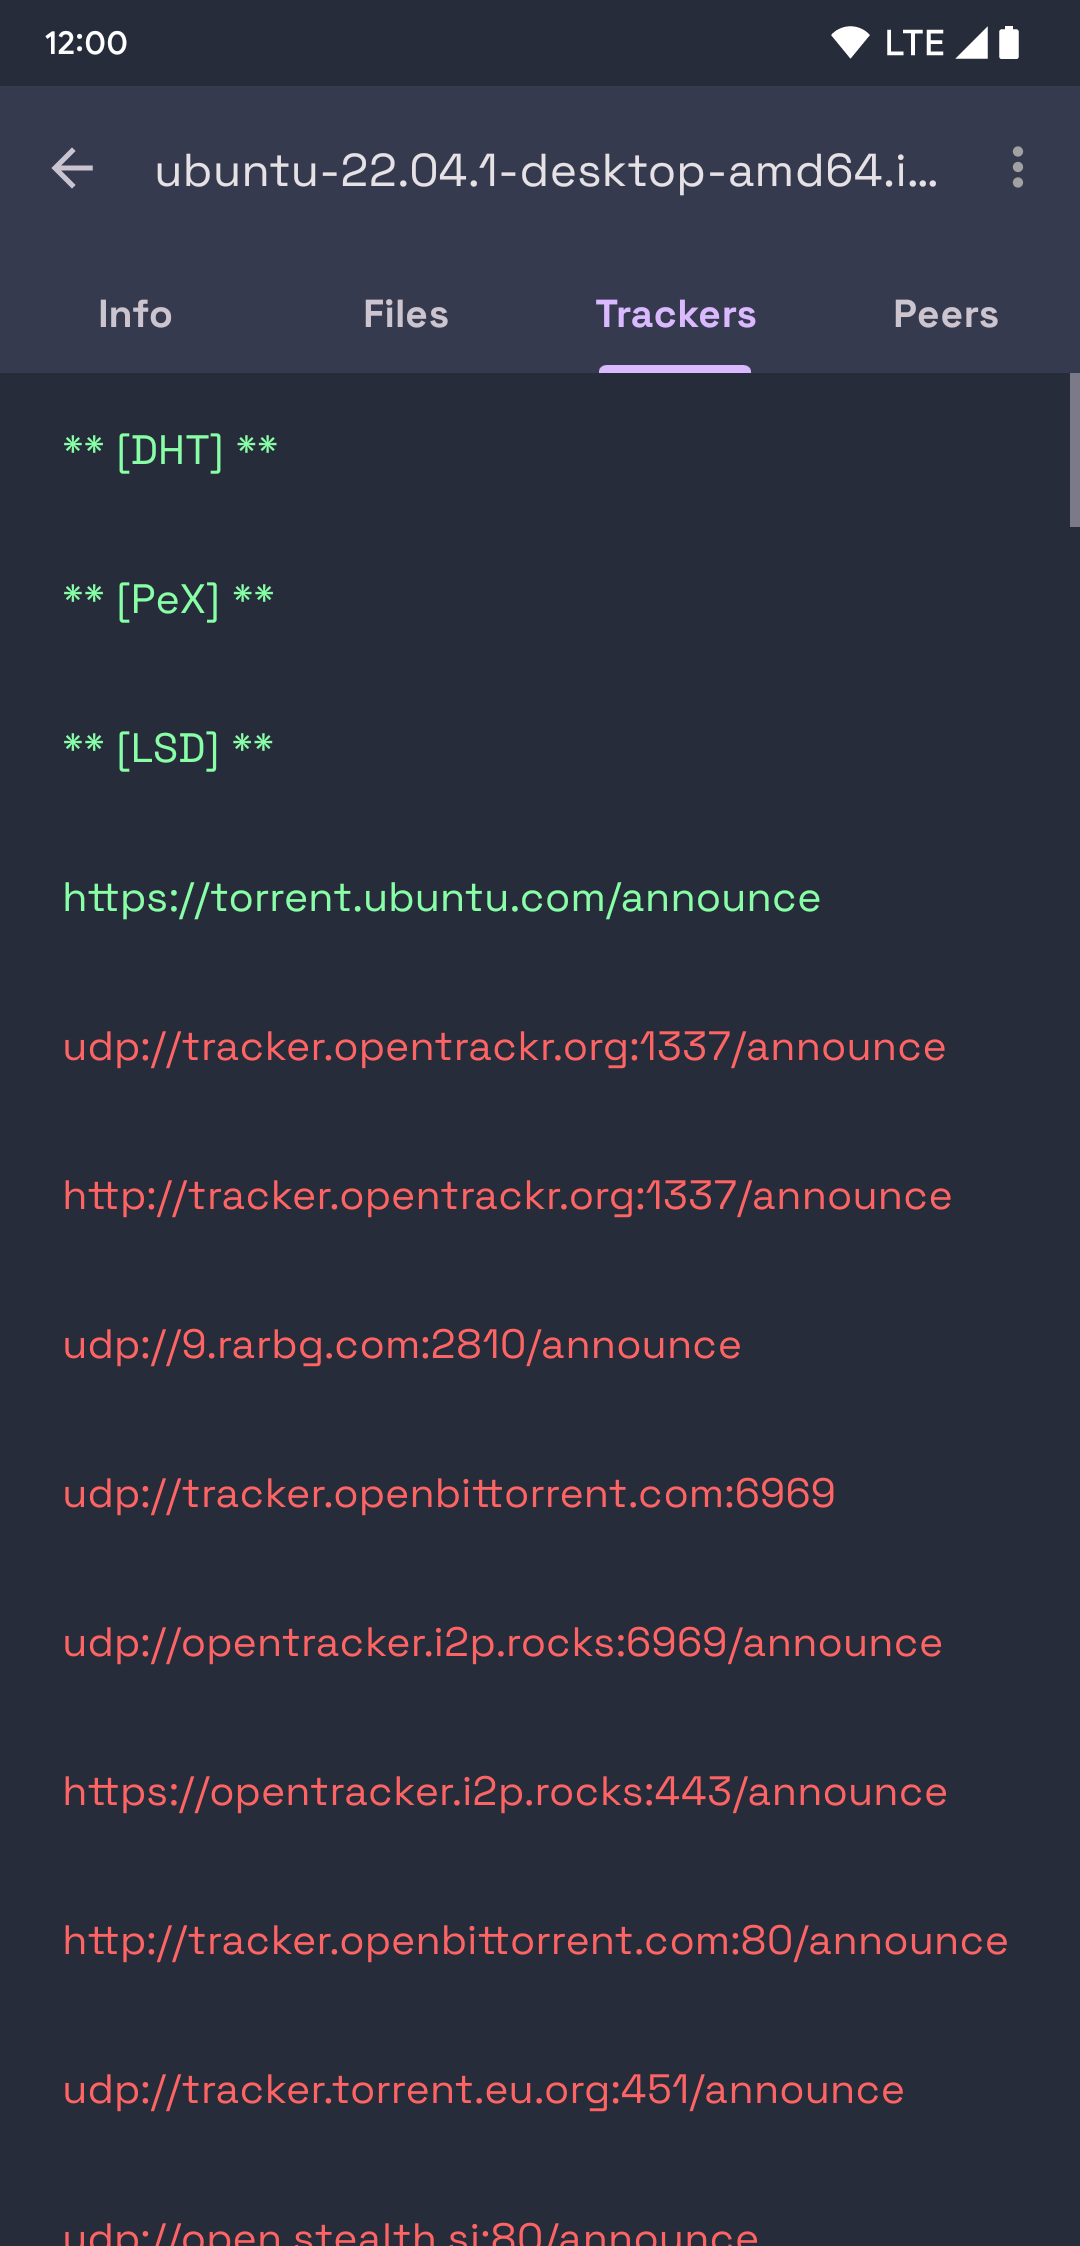 12:00 LTE
ubuntu-22.04.1-desktop-amd64.i...
Info Files Trackers Peers
** [DHT] **
** [PeX] **
** [LSD] **
https://torrent.ubuntu.com/announce
udp://tracker.opentrackr.org:1337/announce
http://tracker.opentrackr.org:1337/announce
udp://9.rarbg.com:2810/announce
udp://tracker.openbittorrent.com:6969
udp://opentracker.i2p.rocks:6969/announce
https://opentracker.i2p.rocks:443/announce
http://tracker.openbittorrent.com:80/announce
udp://tracker.torrent.eu.org:451/announce
udp://open.stealth.si:80/announce